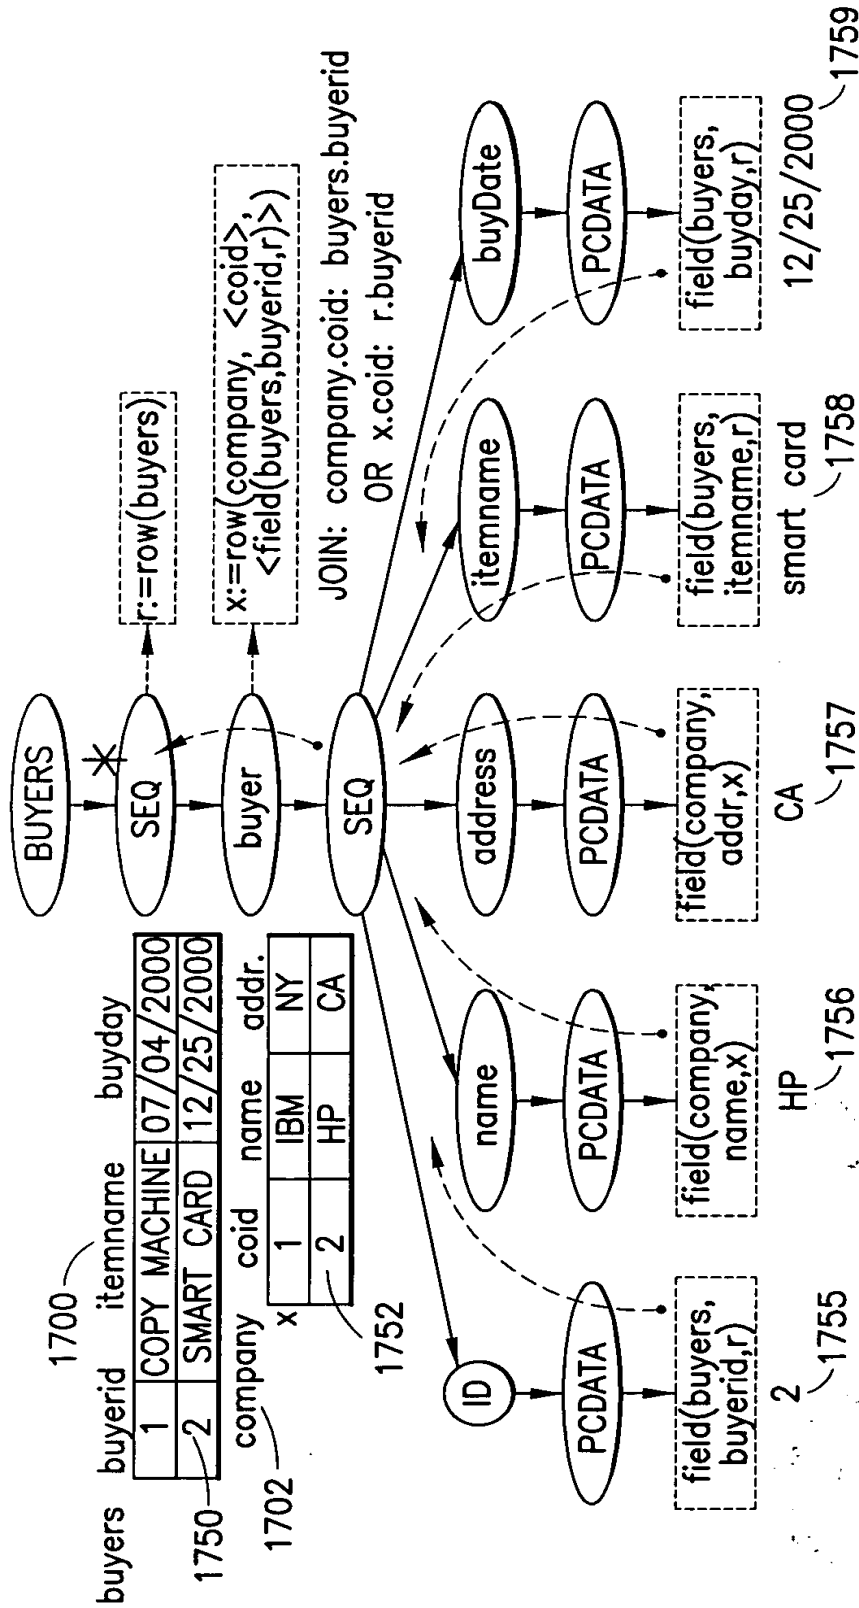 1700
buyers buyerid itemname buyday
1 COPY MACHINE 07/04/2000
2 SMART CARD 12/25/2000
1750
1702
company coid name addr.
x 1 IBM NY
2 HP CA
1752
BUYERS
*
SEQ
r:=row(buyers)
buyer
x:=row(company, <coid>,
<field(buyers,buyerid,r)>)
SEQ
JOIN: company.coid: buyers.buyerid
OR x.coid: r.buyerid
ID
name
address
itemname
buyDate
PCDATA
PCDATA
PCDATA
PCDATA
PCDATA
field(buyers,
buyerid,r)
field(company,
name,x)
field(company,
addr,x)
field(buyers,
itemname,r)
field(buyers,
buyday,r)
2
HP
CA
smart card
12/25/2000
1755
1756
1757
1758
1759